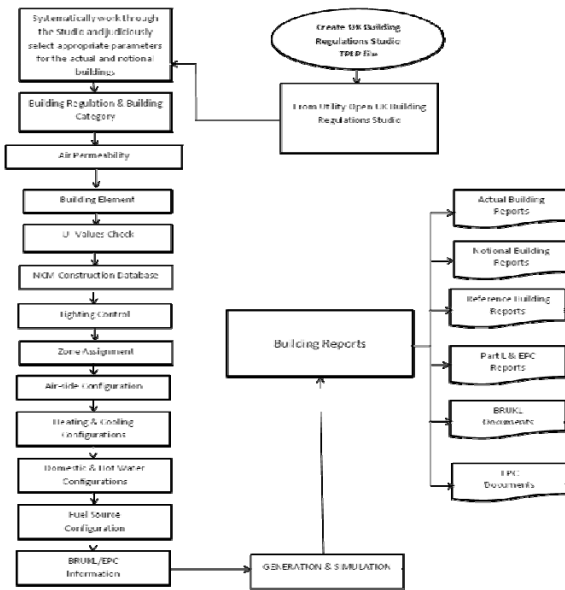 Systematically work through
the Studio and judiciously
select appropriate parameters
for the actual and notional
buildings
Create UK Building
Regulations Studio
TPLP file
From Utility Open UK Building
Regulations Studio
Building Regulation & Building
Category
Air Permeability
Building Element
U-Values Check
NCM Construction Database
Lighting Control
Zone Assignment
Air-side Configuration
Heating & Cooling
Configurations
Domestic & Hot Water
Configurations
Fuel Source
Configuration
BRUKL/EPC
Information
GENERATION & SIMULATION
Building Reports
Actual Building
Reports
Notional Building
Reports
Reference Building
Reports
Part L & EPC
Reports
BRUKL
Documents
EPC
Documents